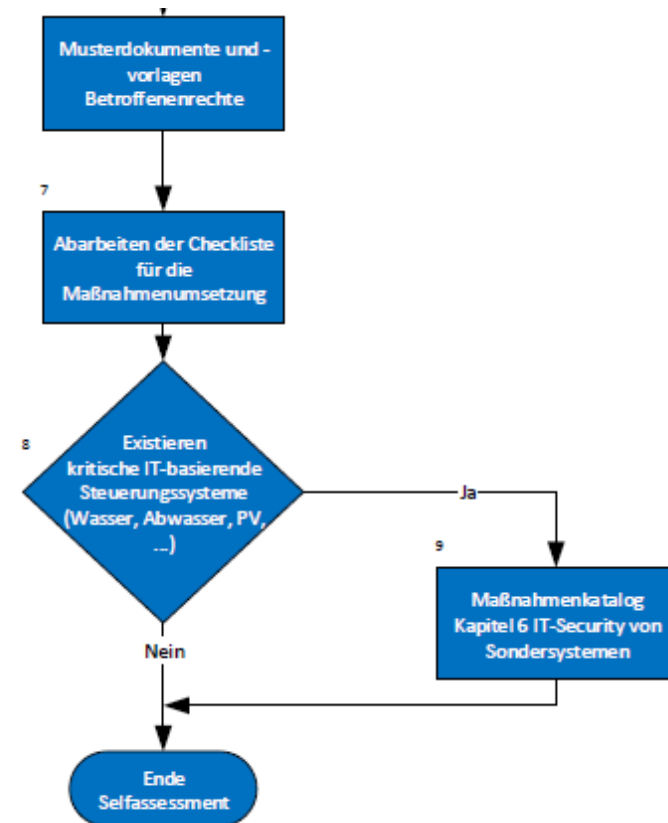 Musterdokumente und -
vorlagen
Betroffenenrechte
7
Abarbeiten der Checkliste
für die
Maßnahmenumsetzung
8
Existieren
kritische IT-basierende
Steuerungssysteme
(Wasser, Abwasser, PV,
...)
Ja
9
Maßnahmenkatalog
Kapitel 6 IT-Security von
Sondersystemen
Nein
Ende
Selfassessment